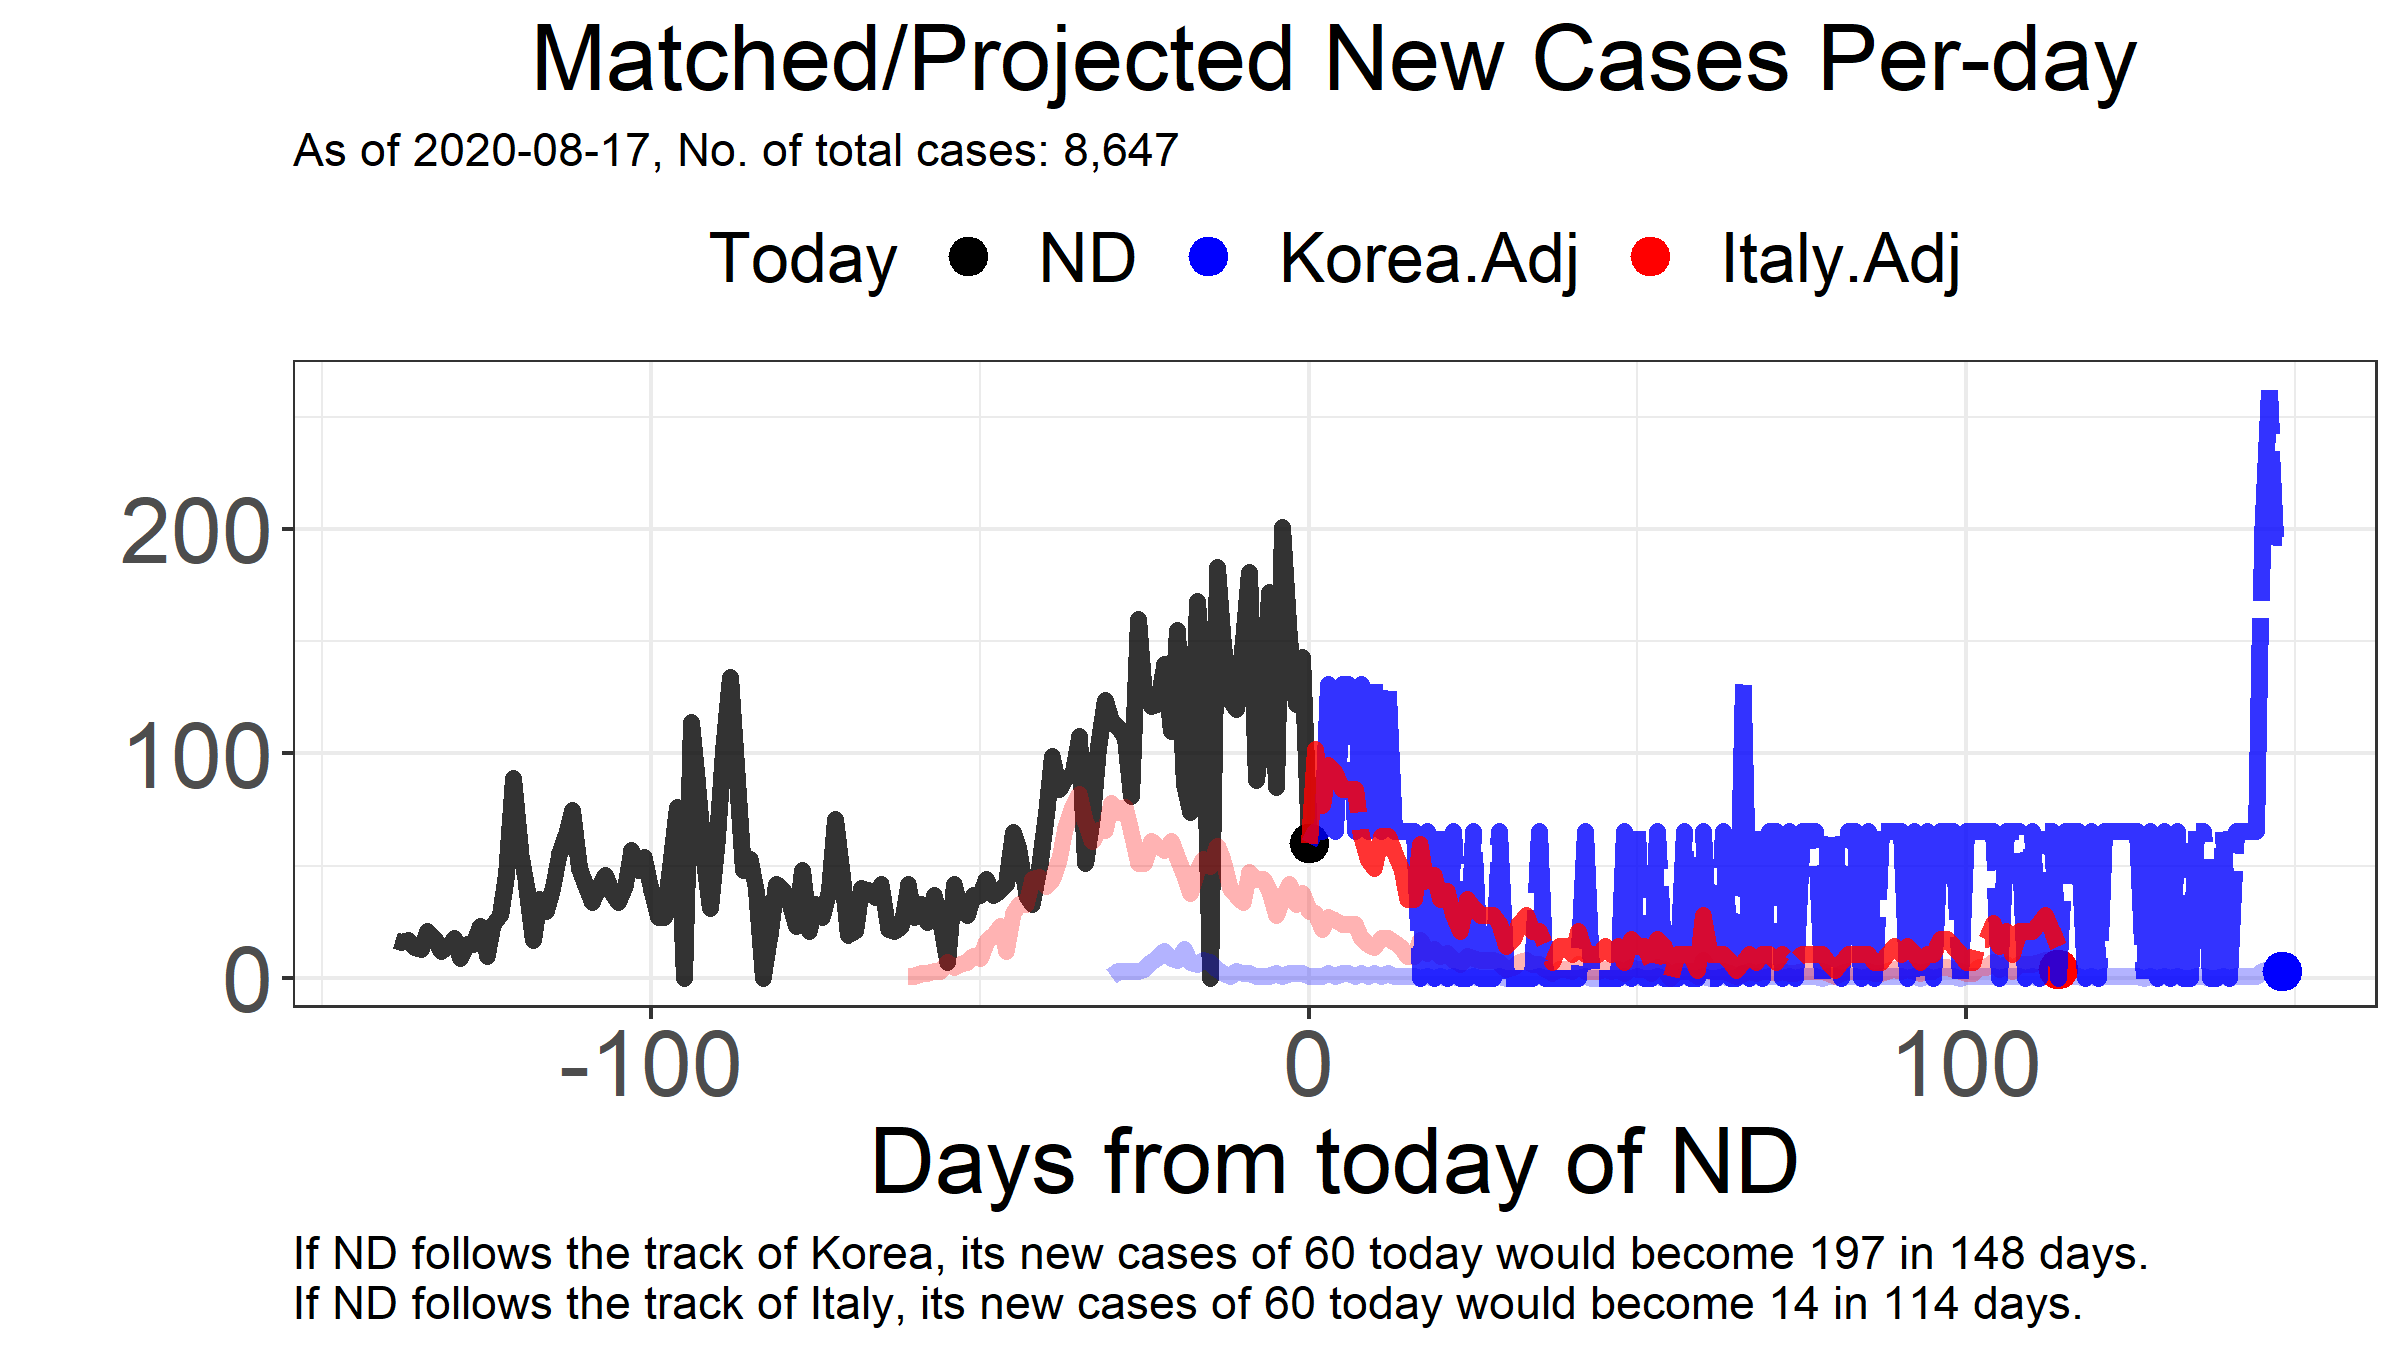 Matched/Projected New Cases Per-day
As of 2020-08-17, No. of total cases: 8,647
Today ND Korea.Adj Italy.Adj
200
100
0
-100 0 100
Days from today of ND
If ND follows the track of Korea, its new cases of 60 today would become 197 in 148 days.
If ND follows the track of Italy, its new cases of 60 today would become 14 in 114 days.